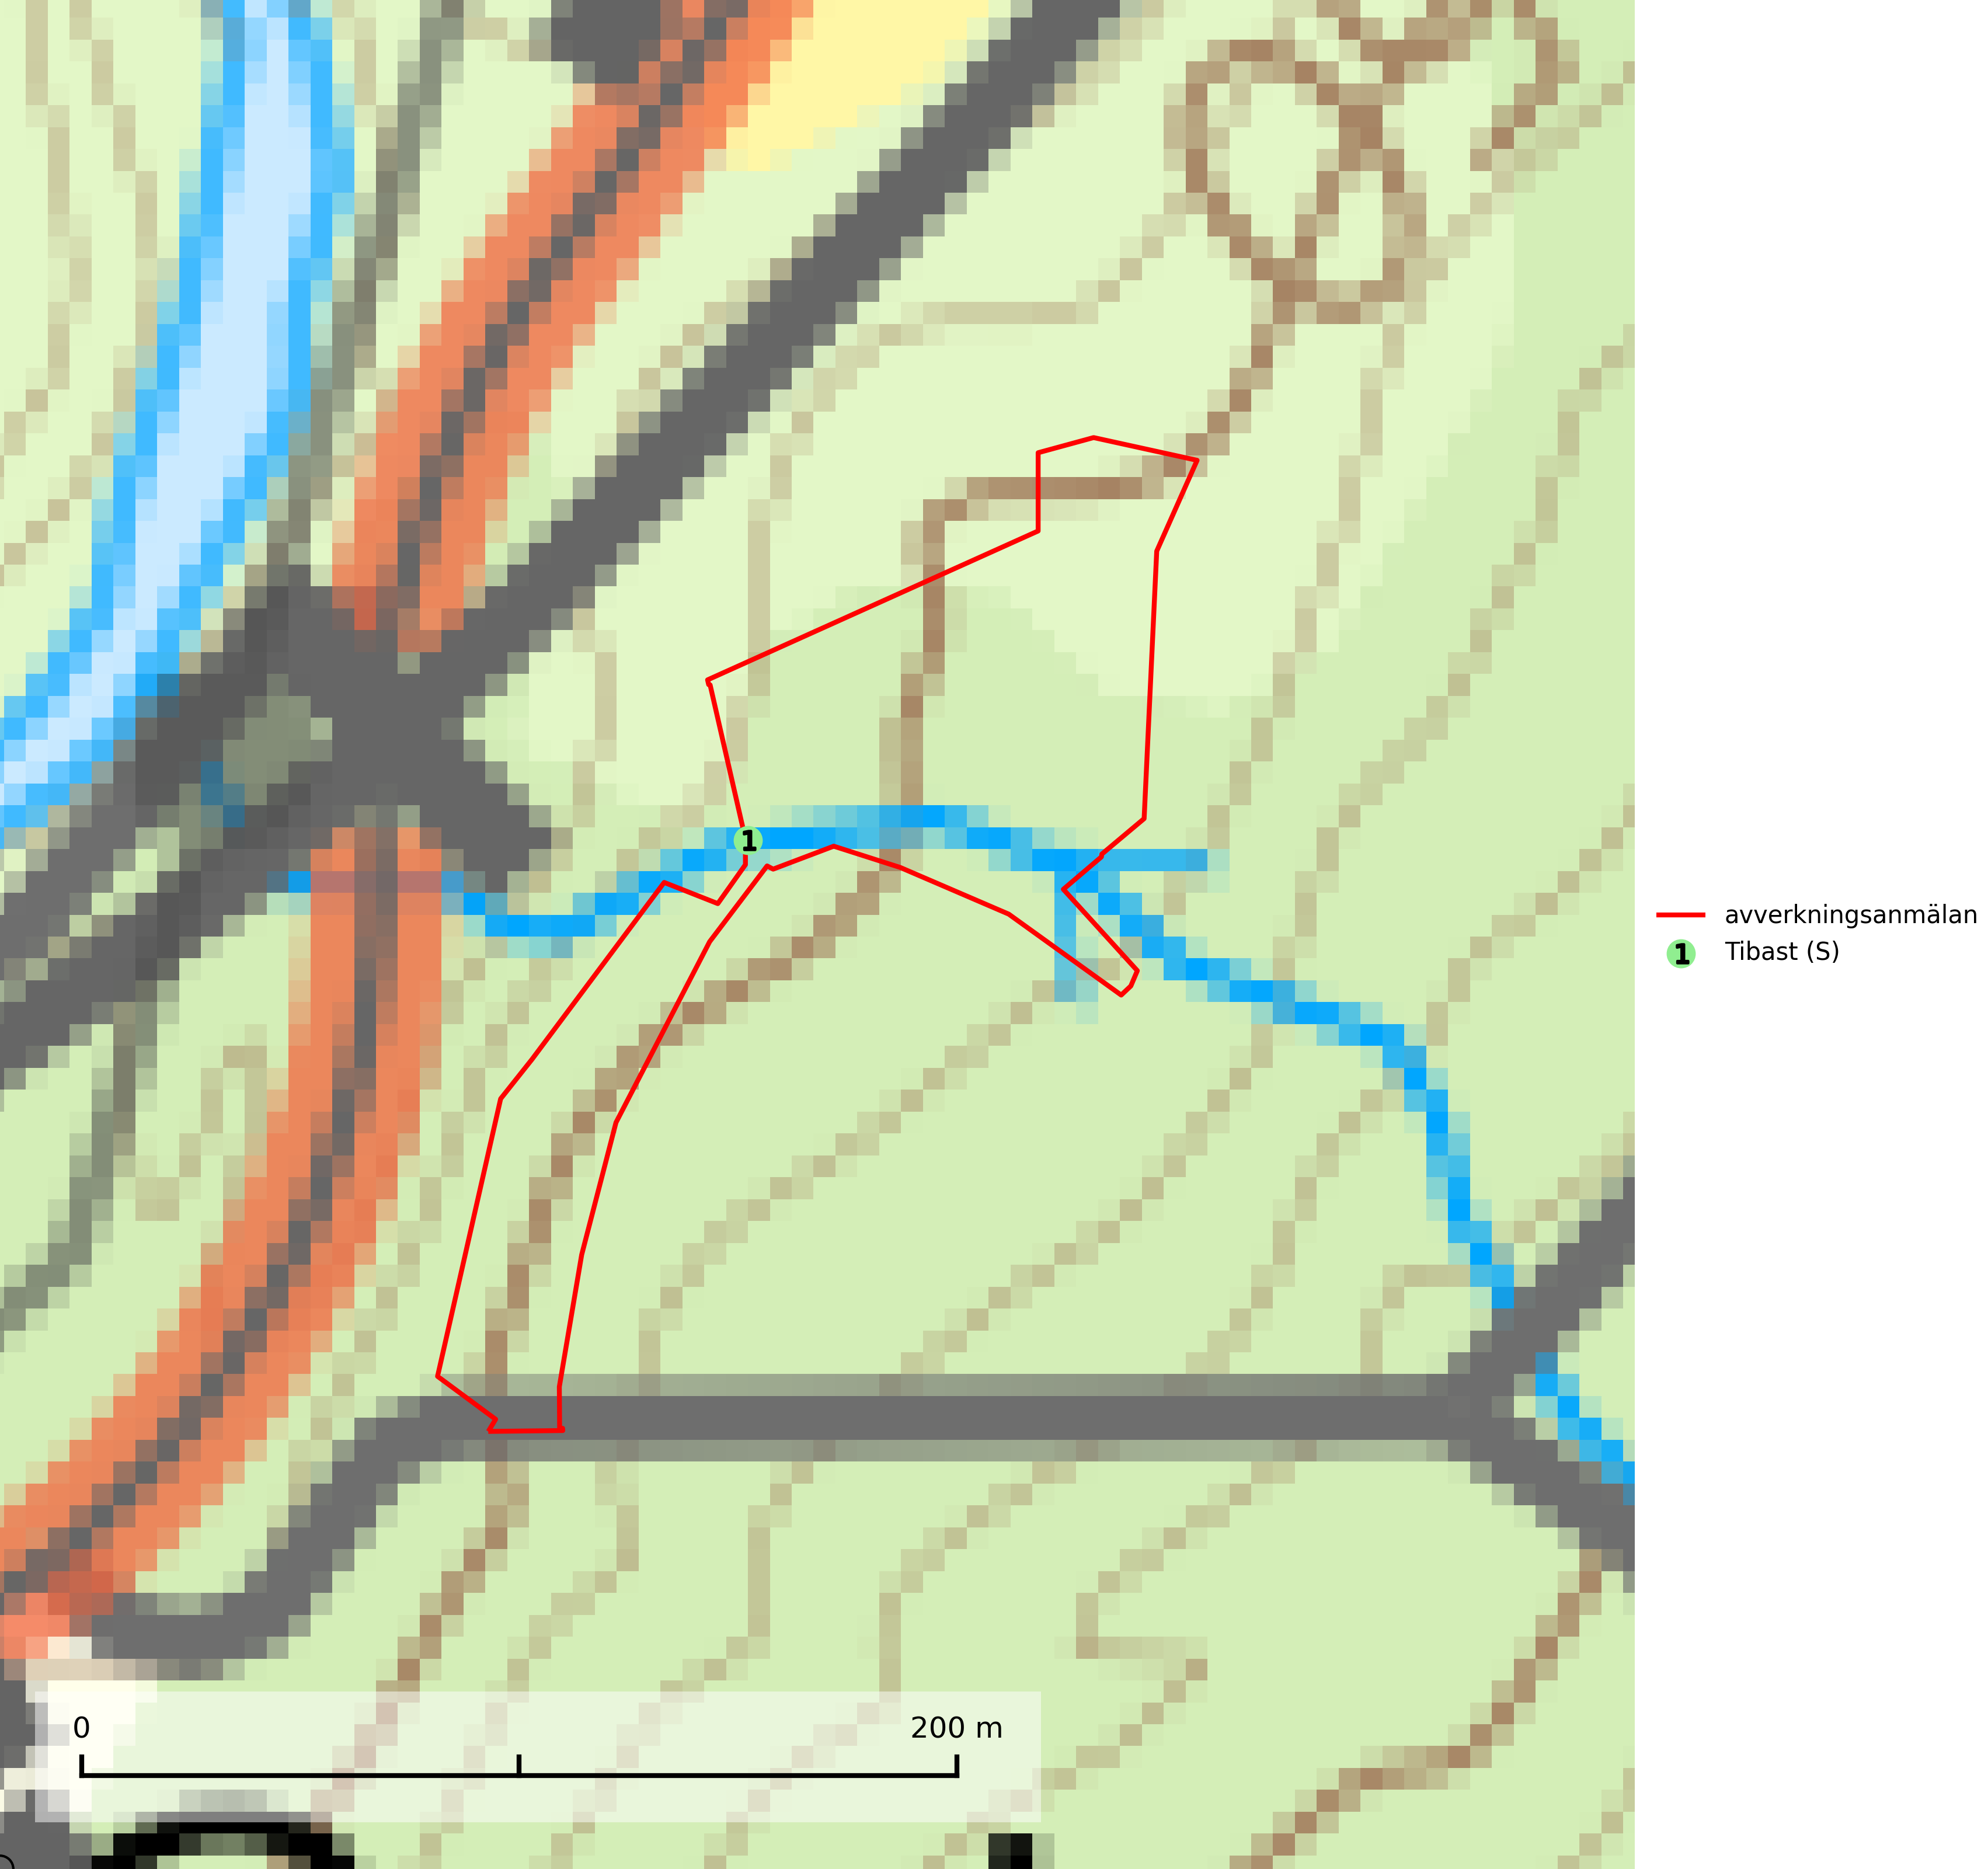 1
avverkningsanmälan
1 Tibast (S)
0 200 m